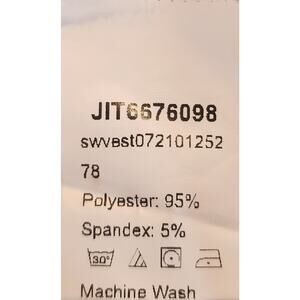 JIT6676098
swvest072101252
78
Polyester: 95%
Spandex: 5%
30°
Machine Wash